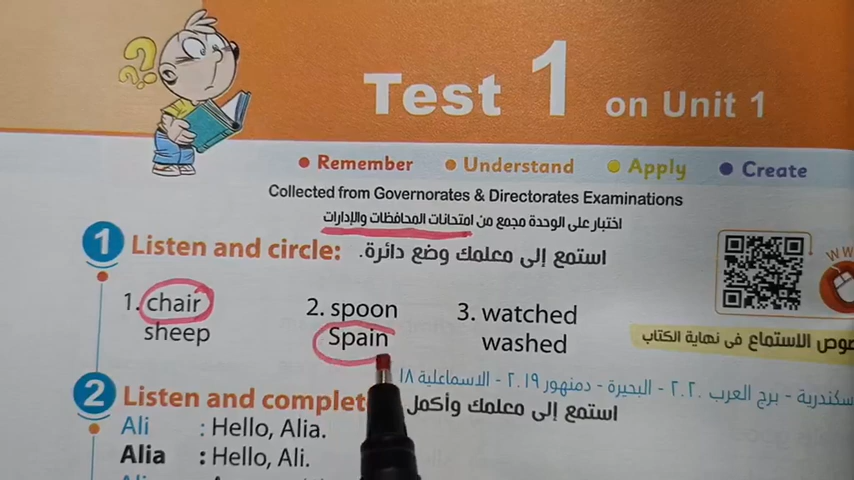 Test 1 on Unit 1
Remember Understand Apply Create
Collected from Governorates & Directorates Examinations
اختبار على الوحدة مجمع من امتحانات المحافظات والإدارات
1 Listen and circle: استمع إلى معلمك وضع دائرة.
1. chair 2. spoon 3. watched
sheep Spain washed
صوص الاستماع فى نهاية الكتاب
سكندرية - برج العرب ٢٠٢٠ - البحيرة - دمنهور ٢٠١٩ - الاسماعلية ١٨
2 Listen and complet استمع إلى معلمك وأكمل
Ali : Hello, Alia.
Alia : Hello, Ali.